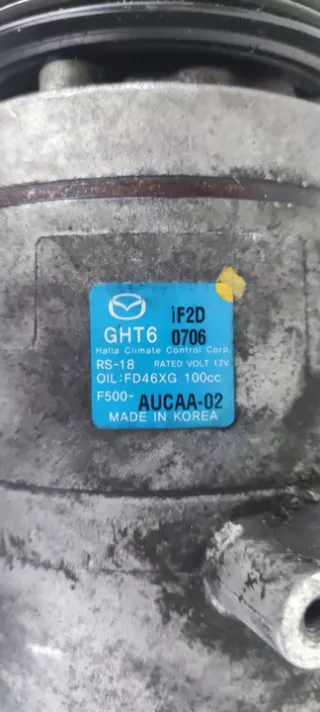 GHT6 iF2D
0706
Halla Climate Control Corp.
RS-18 RATED VOLT 12V
OIL:FD46XG 100cc
F500-AUCAA-02
MADE IN KOREA